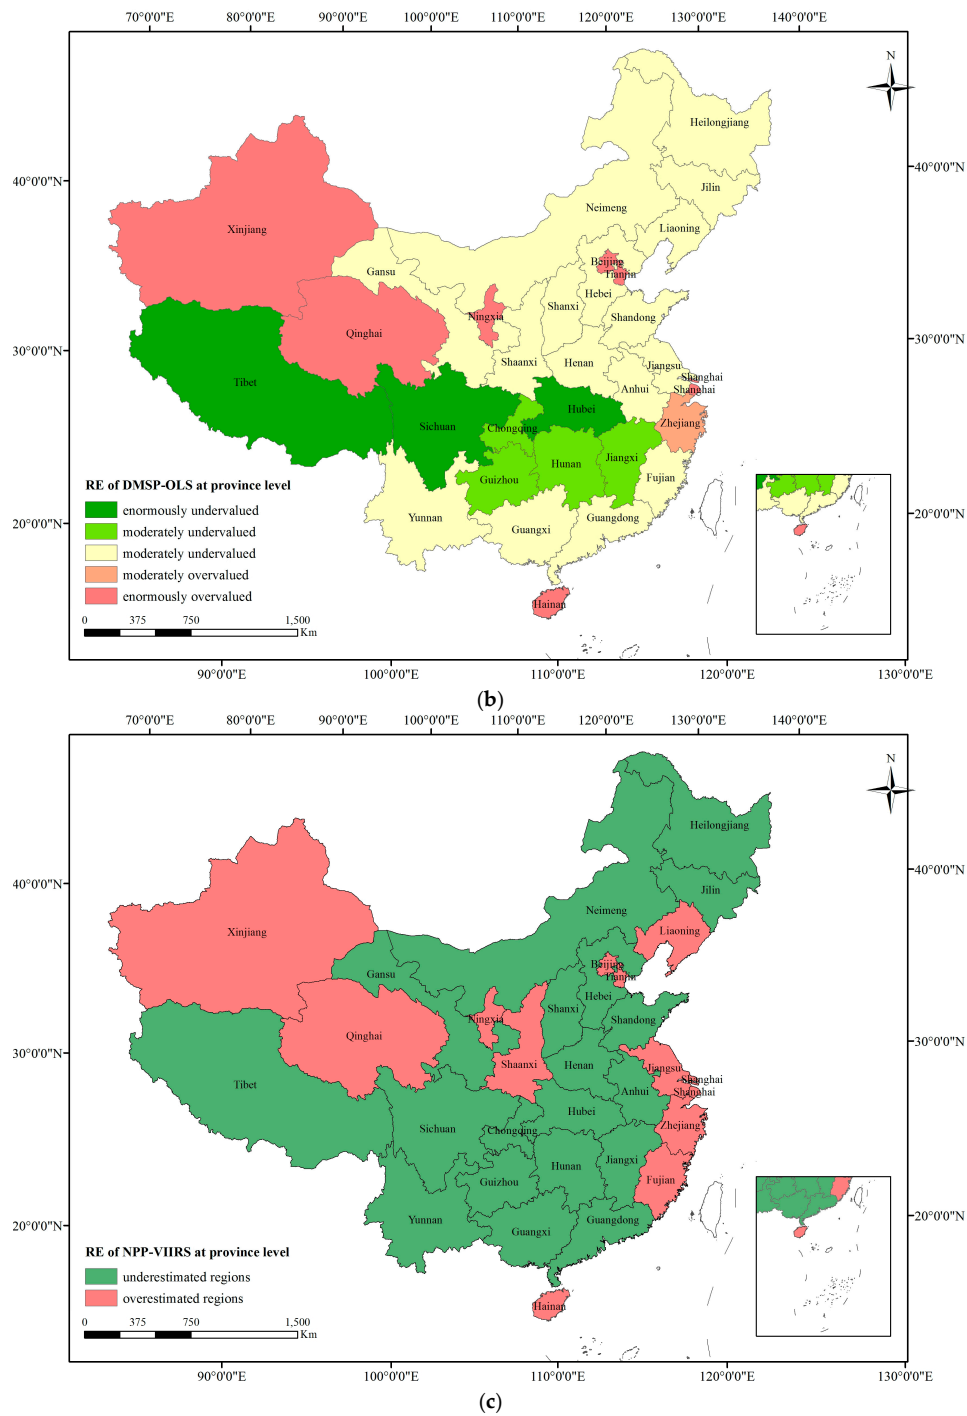 70°0'0"E 80°0'0"E 90°0'0"E 100°0'0"E 110°0'0"E 120°0'0"E 130°0'0"E 140°0'0"E
N
Heilongjiang
40°0'0"N 40°0'0"N
Jilin
Neimeng
Liaoning
Xinjiang
Beijing
Gansu Tianjin
Hebei
Shanxi
Ningxia Shandong
Qinghai
30°0'0"N 30°0'0"N
Shaanxi Henan Jiangsu
Shanghai
Tibet Anhui Shanghai
Hubei
Sichuan Chongqing Zhejiang
Hunan Jiangxi
Guizhou Fujian
RE of DMSP-OLS at province level
enormously undervalued
Yunnan Guangxi Guangdong
20°0'0"N 20°0'0"N
moderately undervalued
moderately undervalued
moderately overvalued
enormously overvalued
Hainan
0 375 750 1,500
Km
90°0'0"E 100°0'0"E 110°0'0"E 120°0'0"E 130°0'0"E
(b)
70°0'0"E 80°0'0"E 90°0'0"E 100°0'0"E 110°0'0"E 120°0'0"E 130°0'0"E 140°0'0"E
N
Heilongjiang
40°0'0"N 40°0'0"N
Jilin
Neimeng
Liaoning
Xinjiang
Beijing
Gansu Tianjin
Hebei
Shanxi
Ningxia Shandong
Qinghai
30°0'0"N 30°0'0"N
Shaanxi Henan Jiangsu
Shanghai
Tibet Anhui Shanghai
Hubei
Sichuan Chongqing Zhejiang
Hunan Jiangxi
Guizhou Fujian
Yunnan Guangxi Guangdong
20°0'0"N 20°0'0"N
RE of NPP-VIIRS at province level
underestimated regions
overestimated regions
Hainan
0 375 750 1,500
Km
90°0'0"E 100°0'0"E 110°0'0"E 120°0'0"E 130°0'0"E
(c)